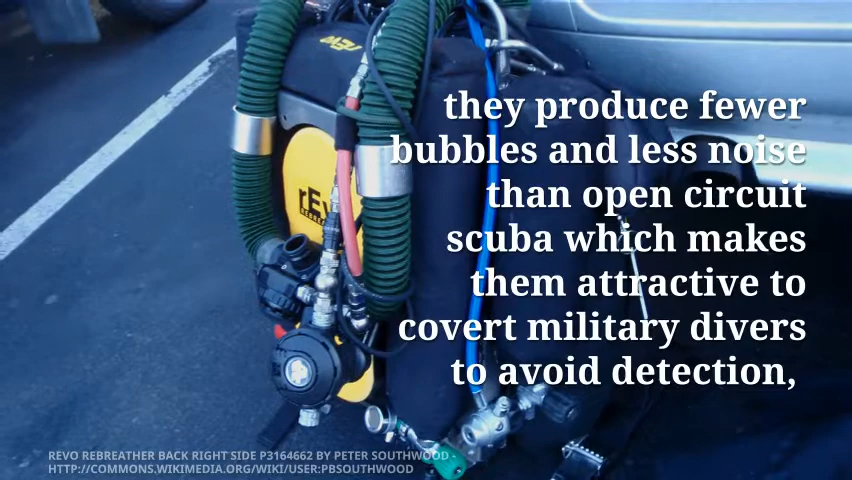 revo
rEv
they produce fewer
bubbles and less noise
than open circuit
scuba which makes
them attractive to
covert military divers
to avoid detection,
REVO REBREATHER BACK RIGHT SIDE P3164662 BY PETER SOUTHWOOD -
HTTP://COMMONS.WIKIMEDIA.ORG/WIKI/USER:PBSOUTHWOOD